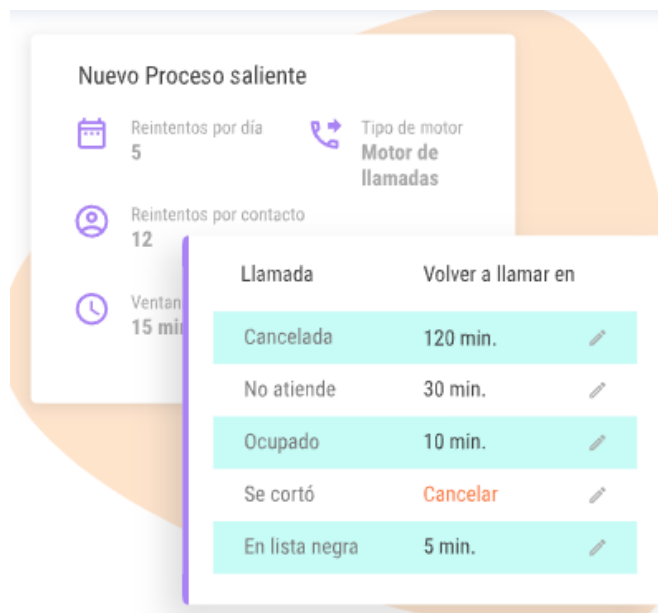 Nuevo Proceso saliente
Reintentos por día
5
Tipo de motor
Motor de
llamadas
Reintentos por contacto
12
15
Llamada Volver a llamar en
Cancelada 120 min.
No atiende 30 min.
Ocupado 10 min.
Se cortó Cancelar
En lista negra 5 min.